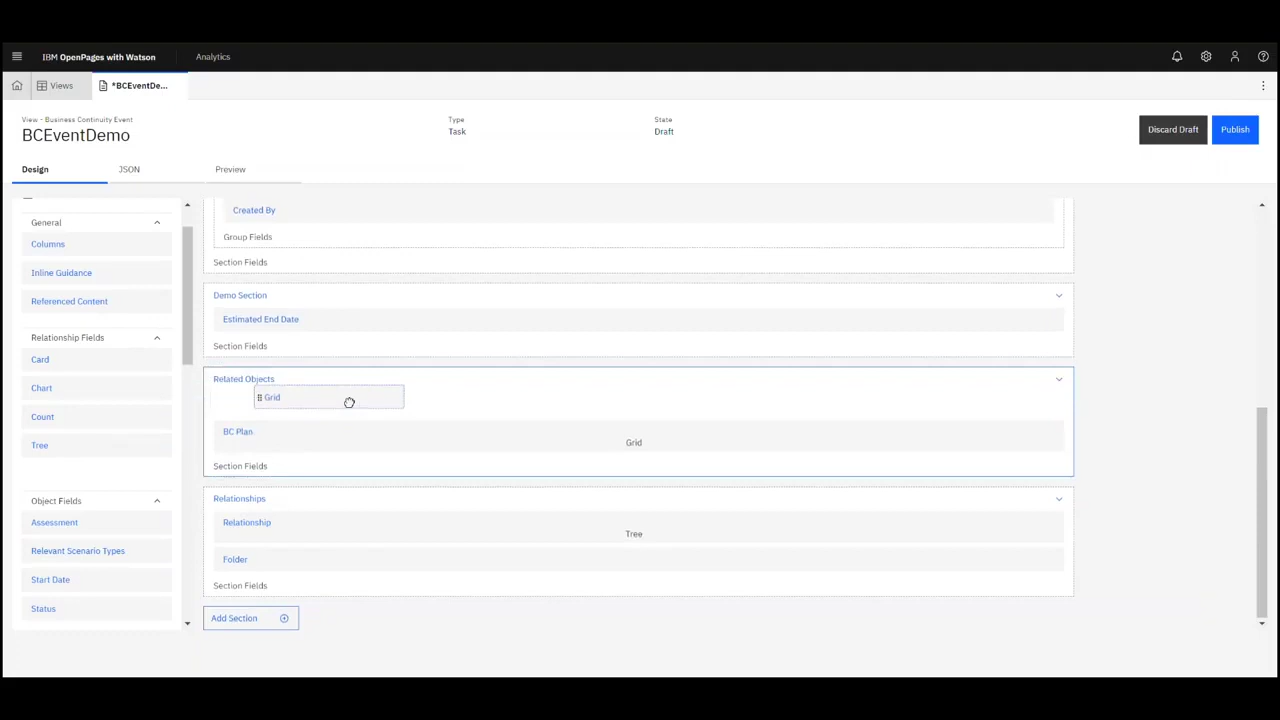 IBM OpenPages with Watson
Analytics
Views
*BCEventDe...
View - Business Continuity Event
BCEventDemo
Type
Task
State
Draft
Discard Draft
Publish
Design
JSON
Preview
General
Columns
Inline Guidance
Referenced Content
Relationship Fields
Card
Chart
Count
Tree
Object Fields
Assessment
Relevant Scenario Types
Start Date
Status
Created By
Group Fields
Section Fields
Demo Section
Estimated End Date
Section Fields
Related Objects
Grid
BC Plan
Grid
Section Fields
Relationships
Relationship
Tree
Folder
Section Fields
Add Section